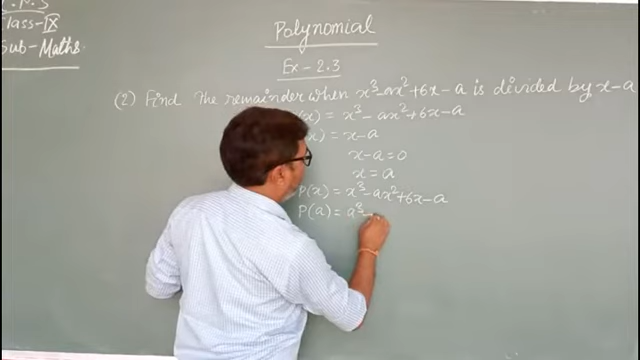 Class-IX
Sub-Maths.
Polynomial
Ex-2.3
(2) Find The remainder when x³-ax²+6x-a is divided by x-a
(x) = x³-ax²+6x-a
(x) = x-a
x-a=0
x=a
P(x) = x³-ax²+6x-a
P(a) = a³-